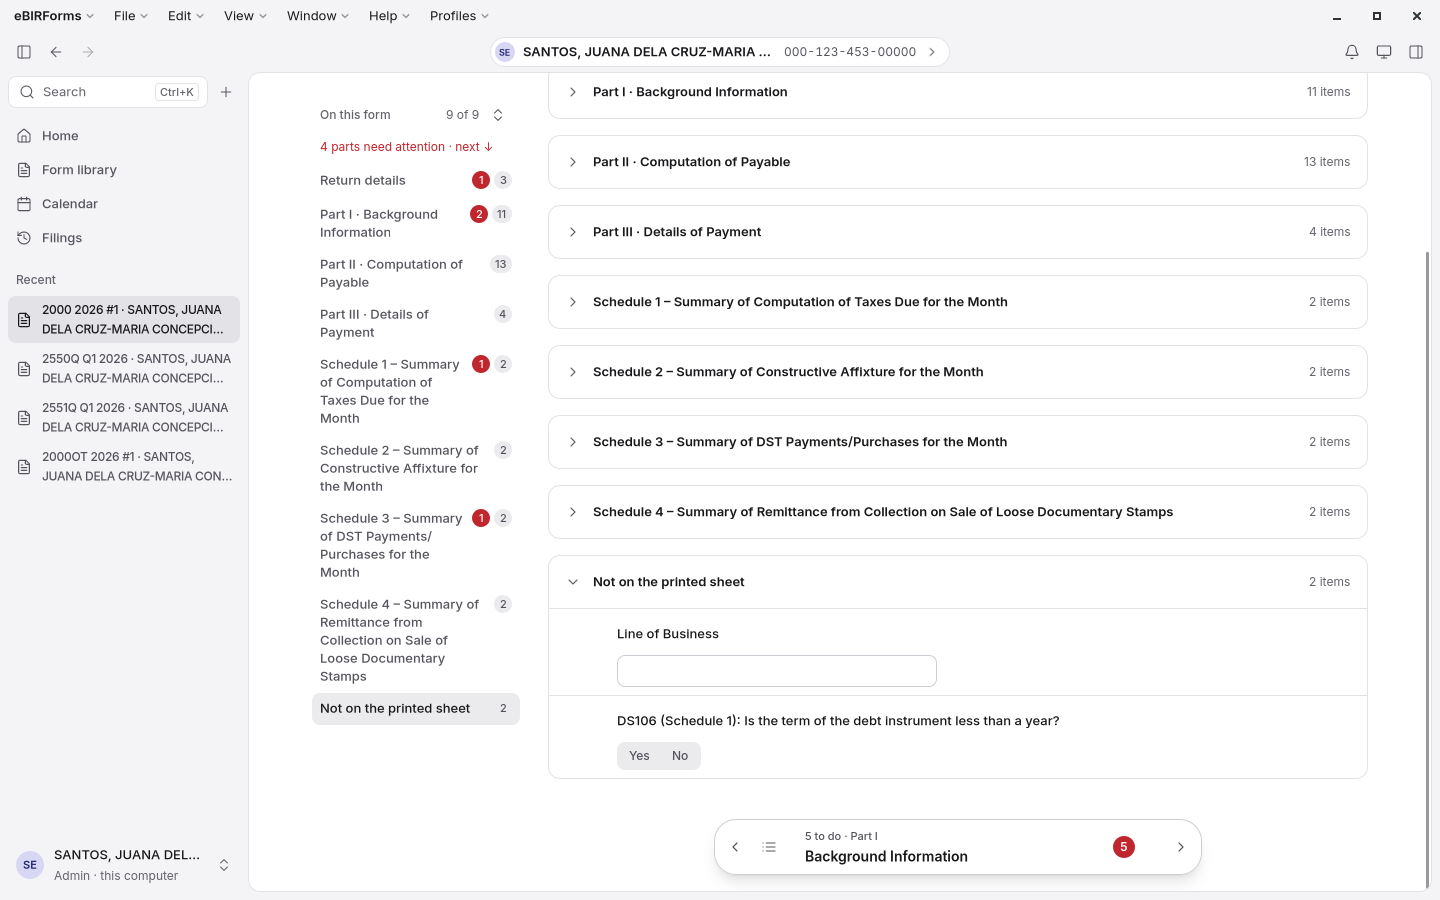 eBIRForms
File
Edit
View
Window
Help
Profiles
SE
SANTOS, JUANA DELA CRUZ-MARIA ...
000-123-453-00000
Search
Ctrl+K
Home
Form library
Calendar
Filings
Recent
2000 2026 #1 · SANTOS, JUANA
DELA CRUZ-MARIA CONCEPCI...
2550Q Q1 2026 · SANTOS, JUANA
DELA CRUZ-MARIA CONCEPCI...
2551Q Q1 2026 · SANTOS, JUANA
DELA CRUZ-MARIA CONCEPCI...
2000OT 2026 #1 · SANTOS,
JUANA DELA CRUZ-MARIA CON...
SE
SANTOS, JUANA DEL...
Admin · this computer
On this form
9 of 9
4 parts need attention · next ↓
Return details
1
3
Part I · Background
Information
2
11
Part II · Computation of
Payable
13
Part III · Details of
Payment
4
Schedule 1 – Summary
of Computation of
Taxes Due for the
Month
1
2
Schedule 2 – Summary of
Constructive Affixture for
the Month
2
Schedule 3 – Summary
of DST Payments/
Purchases for the
Month
1
2
Schedule 4 – Summary of
Remittance from
Collection on Sale of
Loose Documentary
Stamps
2
Not on the printed sheet
2
Part I · Background Information
11 items
Part II · Computation of Payable
13 items
Part III · Details of Payment
4 items
Schedule 1 – Summary of Computation of Taxes Due for the Month
2 items
Schedule 2 – Summary of Constructive Affixture for the Month
2 items
Schedule 3 – Summary of DST Payments/Purchases for the Month
2 items
Schedule 4 – Summary of Remittance from Collection on Sale of Loose Documentary Stamps
2 items
Not on the printed sheet
2 items
Line of Business
DS106 (Schedule 1): Is the term of the debt instrument less than a year?
Yes
No
5 to do · Part I
Background Information
5